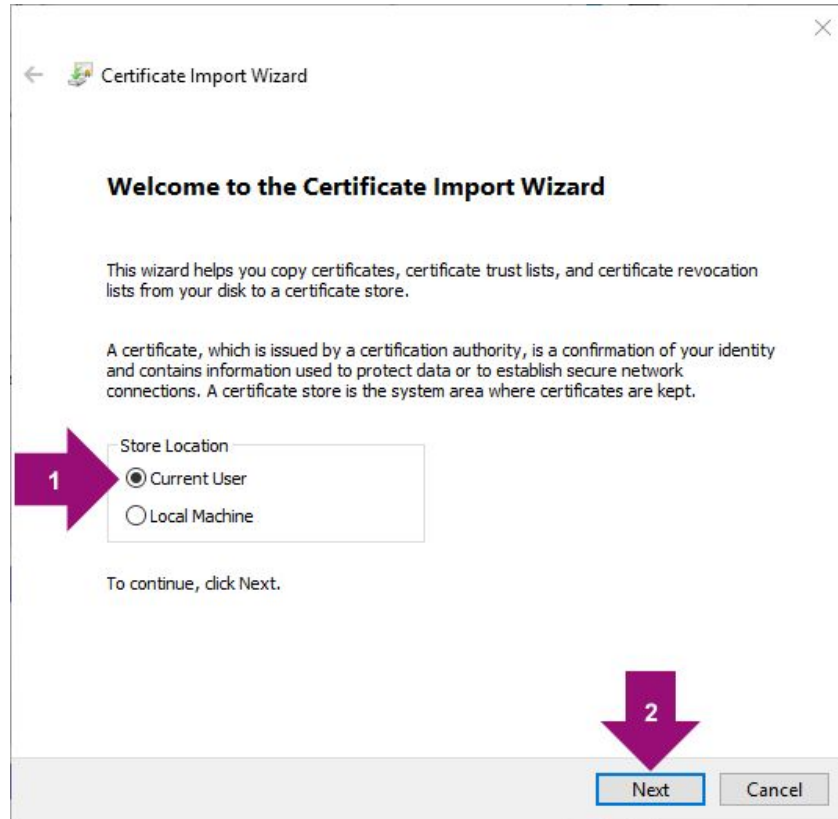 Certificate Import Wizard
Welcome to the Certificate Import Wizard
This wizard helps you copy certificates, certificate trust lists, and certificate revocation
lists from your disk to a certificate store.
A certificate, which is issued by a certification authority, is a confirmation of your identity
and contains information used to protect data or to establish secure network
connections. A certificate store is the system area where certificates are kept.
Store Location
1
Current User
Local Machine
To continue, click Next.
2
Next
Cancel